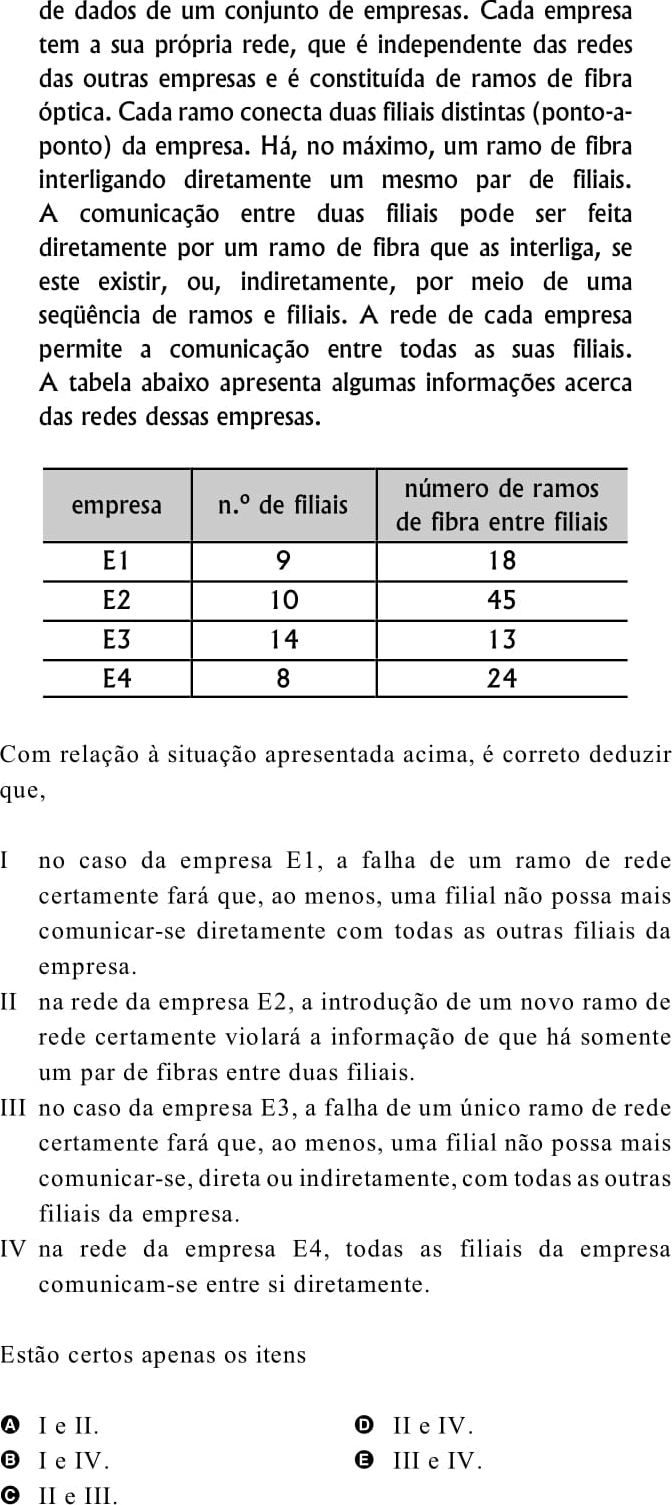 de dados de um conjunto de empresas. Cada empresa
tem a sua própria rede, que é independente das redes
das outras empresas e é constituída de ramos de fibra
óptica. Cada ramo conecta duas filiais distintas (ponto-a-
ponto) da empresa. Há, no máximo, um ramo de fibra
interligando diretamente um mesmo par de filiais.
A comunicação entre duas filiais pode ser feita
diretamente por um ramo de fibra que as interliga, se
este existir, ou, indiretamente, por meio de uma
seqüência de ramos e filiais. A rede de cada empresa
permite a comunicação entre todas as suas filiais.
A tabela abaixo apresenta algumas informações acerca
das redes dessas empresas.
empresa n.º de filiais número de ramos
de fibra entre filiais
E1 9 18
E2 10 45
E3 14 13
E4 8 24
Com relação à situação apresentada acima, é correto deduzir
que,
I no caso da empresa E1, a falha de um ramo de rede
certamente fará que, ao menos, uma filial não possa mais
comunicar-se diretamente com todas as outras filiais da
empresa.
II na rede da empresa E2, a introdução de um novo ramo de
rede certamente violará a informação de que há somente
um par de fibras entre duas filiais.
III no caso da empresa E3, a falha de um único ramo de rede
certamente fará que, ao menos, uma filial não possa mais
comunicar-se, direta ou indiretamente, com todas as outras
filiais da empresa.
IV na rede da empresa E4, todas as filiais da empresa
comunicam-se entre si diretamente.
Estão certos apenas os itens
A I e II.
B I e IV.
C II e III.
D II e IV.
E III e IV.